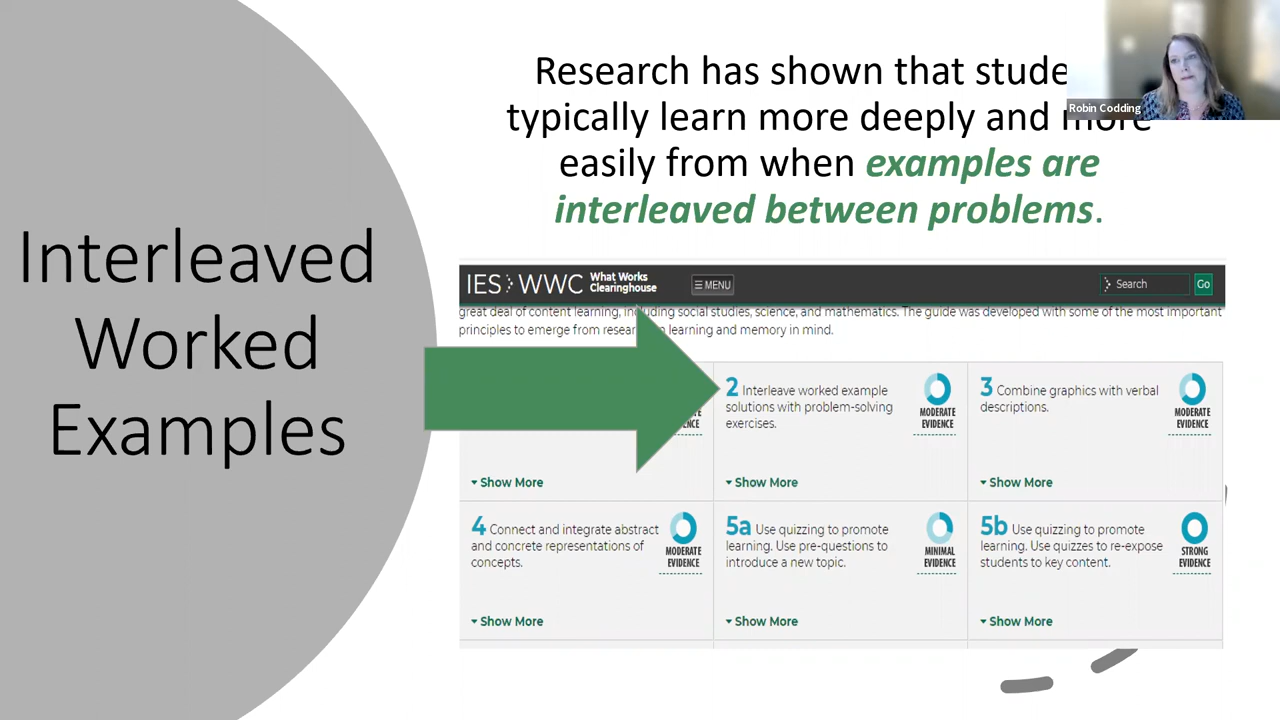 Interleaved
Worked
Examples
Research has shown that stude
typically learn more deeply and more
easily from when examples are
interleaved between problems.
Robin Codding
IES WWC What Works
Clearinghouse
☰ MENU
Search
Go
great deal of content learning, including social studies, science, and mathematics. The guide was developed with some of the most important
principles to emerge from research on learning and memory in mind.
2 Interleave worked example
solutions with problem-solving
exercises.
MODERATE
EVIDENCE
Show More
3 Combine graphics with verbal
descriptions.
MODERATE
EVIDENCE
Show More
Show More
4 Connect and integrate abstract
and concrete representations of
concepts.
MODERATE
EVIDENCE
Show More
5a Use quizzing to promote
learning. Use pre-questions to
introduce a new topic.
MINIMAL
EVIDENCE
Show More
5b Use quizzing to promote
learning. Use quizzes to re-expose
students to key content.
STRONG
EVIDENCE
Show More